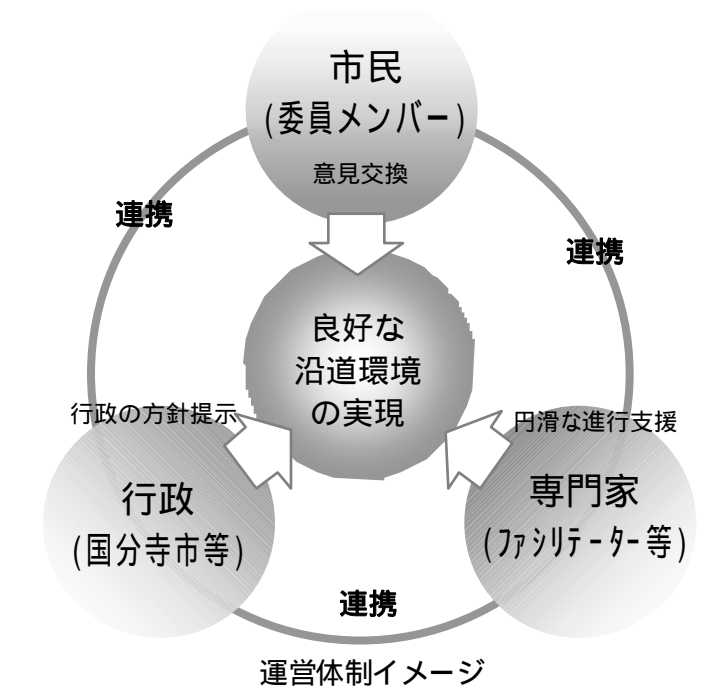 市民
(委員メンバー)
意見交換
連携
連携
良好な
沿道環境
の実現
行政の方針提示
円滑な進行支援
行政
(国分寺市等)
専門家
(ﾌｧｼﾘﾃｰﾀｰ等)
連携
運営体制イメージ